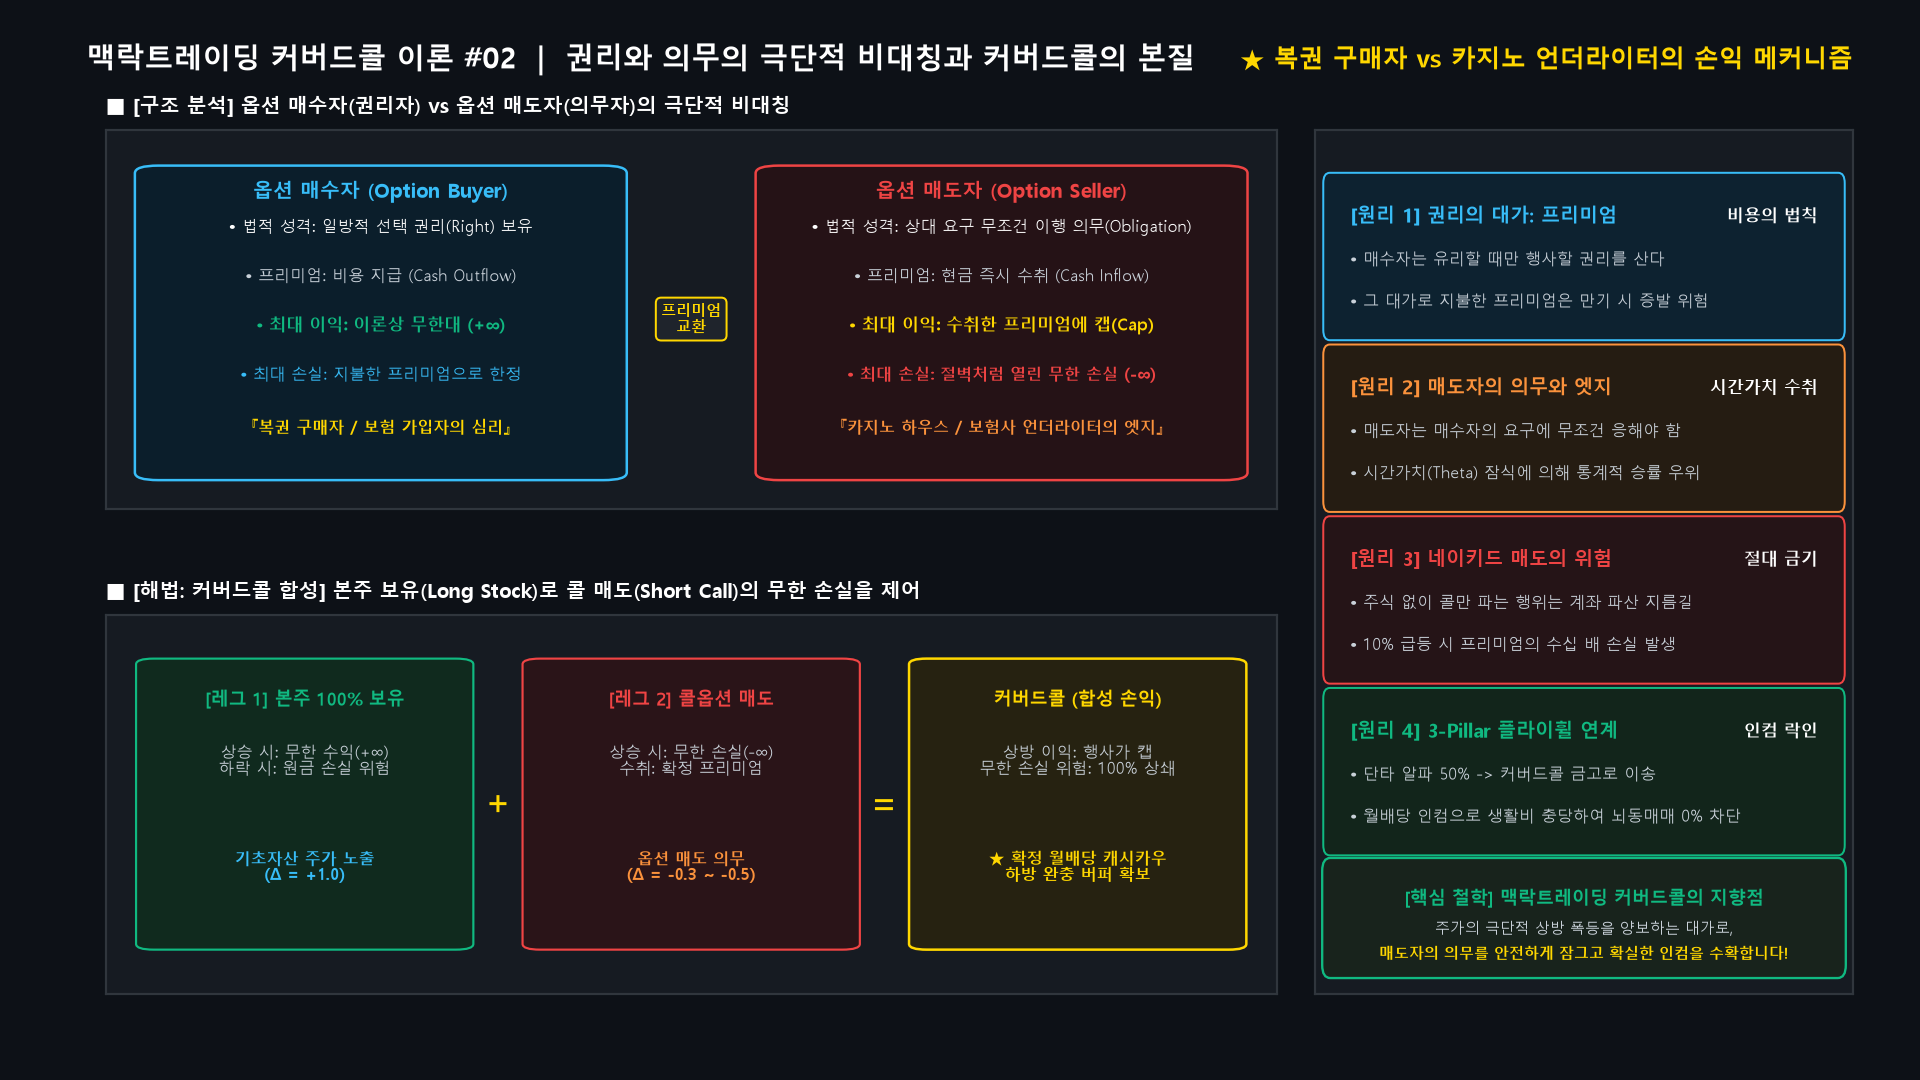 맥락트레이딩 커버드콜 이론 #02 | 권리와 의무의 극단적 비대칭과 커버드콜의 본질
★ 복권 구매자 vs 카지노 언더라이터의 손익 메커니즘
■ [구조 분석] 옵션 매수자(권리자) vs 옵션 매도자(의무자)의 극단적 비대칭
옵션 매수자 (Option Buyer)
• 법적 성격: 일방적 선택 권리(Right) 보유
• 프리미엄: 비용 지급 (Cash Outflow)
• 최대 이익: 이론상 무한대 (+∞)
• 최대 손실: 지불한 프리미엄으로 한정
『복권 구매자 / 보험 가입자의 심리』
프리미엄
교환
옵션 매도자 (Option Seller)
• 법적 성격: 상대 요구 무조건 이행 의무(Obligation)
• 프리미엄: 현금 즉시 수취 (Cash Inflow)
• 최대 이익: 수취한 프리미엄에 캡(Cap)
• 최대 손실: 절벽처럼 열린 무한 손실 (-∞)
『카지노 하우스 / 보험사 언더라이터의 엣지』
■ [해법: 커버드콜 합성] 본주 보유(Long Stock)로 콜 매도(Short Call)의 무한 손실을 제어
[레그 1] 본주 100% 보유
상승 시: 무한 수익(+∞)
하락 시: 원금 손실 위험
기초자산 주가 노출
(Δ = +1.0)
+
[레그 2] 콜옵션 매도
상승 시: 무한 손실(-∞)
수취: 확정 프리미엄
옵션 매도 의무
(Δ = -0.3 ~ -0.5)
=
커버드콜 (합성 손익)
상방 이익: 행사가 캡
무한 손실 위험: 100% 상쇄
★ 확정 월배당 캐시카우
하방 완충 버퍼 확보
[원리 1] 권리의 대가: 프리미엄
비용의 법칙
• 매수자는 유리할 때만 행사할 권리를 산다
• 그 대가로 지불한 프리미엄은 만기 시 증발 위험
[원리 2] 매도자의 의무와 엣지
시간가치 수취
• 매도자는 매수자의 요구에 무조건 응해야 함
• 시간가치(Theta) 잠식에 의해 통계적 승률 우위
[원리 3] 네이키드 매도의 위험
절대 금기
• 주식 없이 콜만 파는 행위는 계좌 파산 지름길
• 10% 급등 시 프리미엄의 수십 배 손실 발생
[원리 4] 3-Pillar 플라이휠 연계
인컴 락인
• 단타 알파 50% -> 커버드콜 금고로 이송
• 월배당 인컴으로 생활비 충당하여 뇌동매매 0% 차단
[핵심 철학] 맥락트레이딩 커버드콜의 지향점
주가의 극단적 상방 폭등을 양보하는 대가로,
매도자의 의무를 안전하게 잠그고 확실한 인컴을 수확합니다!